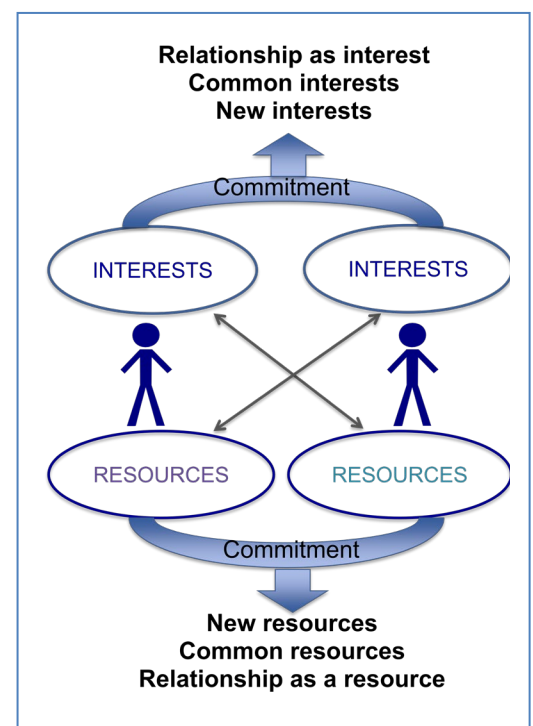 Relationship as interest
Common interests
New interests
Commitment
INTERESTS
INTERESTS
RESOURCES
RESOURCES
Commitment
New resources
Common resources
Relationship as a resource